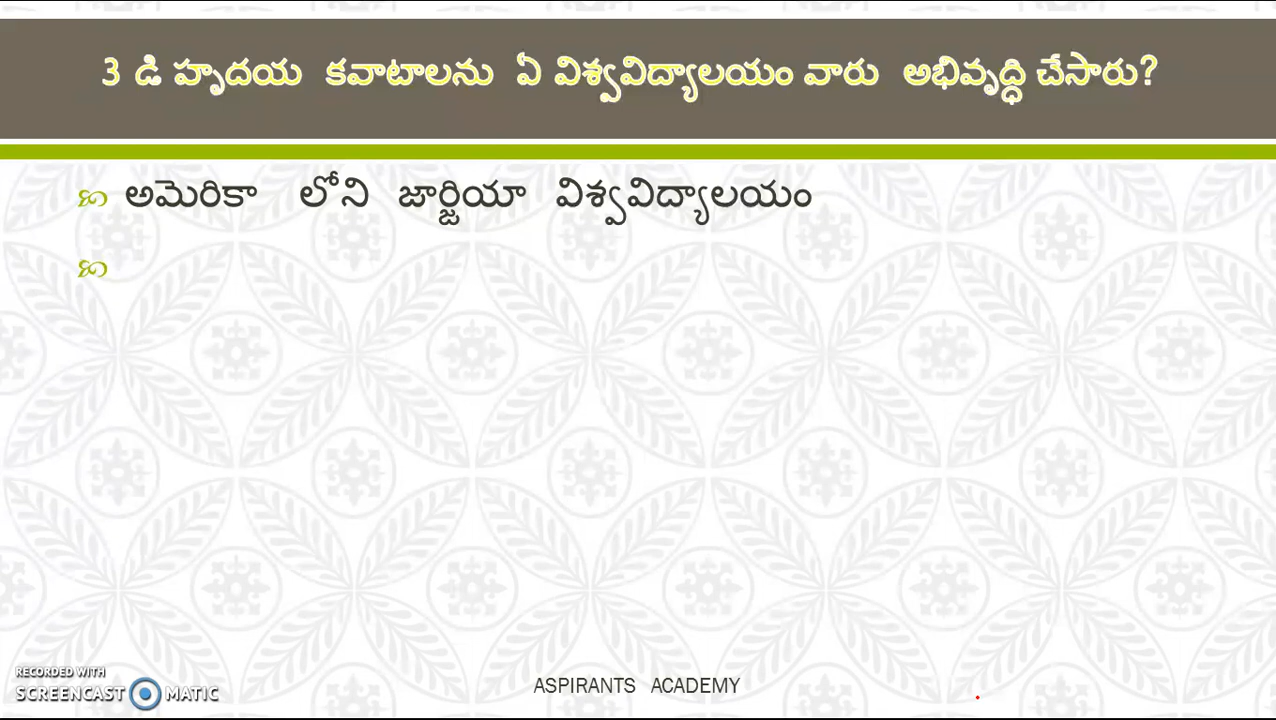 3 డి హృదయ కవాటాలను ఏ విశ్వవిద్యాలయం వారు అభివృద్ధి చేసారు?
అమెరికా లోని జార్జియా విశ్వవిద్యాలయం
RECORDED WITH
SCREENCAST MATIC
ASPIRANTS ACADEMY